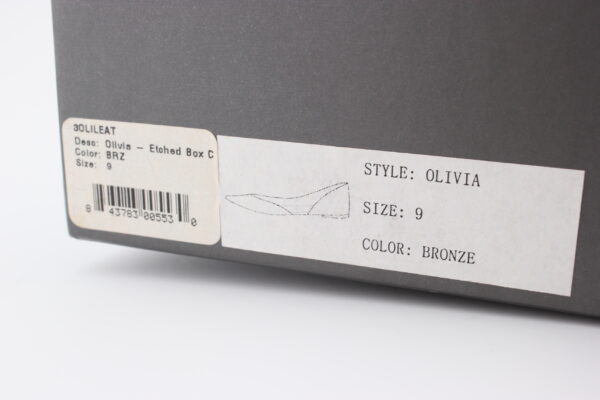 3OLILEAT
Desc: Olivia - Etched Box C
Color: BRZ
Size: 9
8 43783 00553 0
STYLE: OLIVIA
SIZE: 9
COLOR: BRONZE